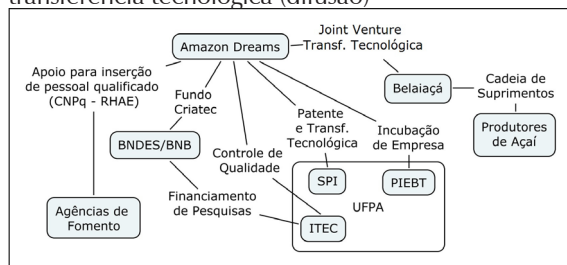 transferência tecnológica (difusão)
Amazon Dreams
Joint Venture
Transf. Tecnológica
Belaiaçá
Cadeia de
Suprimentos
Produtores
de Açaí
Apoio para inserção
de pessoal qualificado
(CNPq - RHAE)
Fundo
Criatec
BNDES/BNB
Controle de
Qualidade
Patente
e Transf.
Tecnológica
Incubação
de Empresa
Financiamento
de Pesquisas
Agências de
Fomento
SPI
PIEBT
UFPA
ITEC